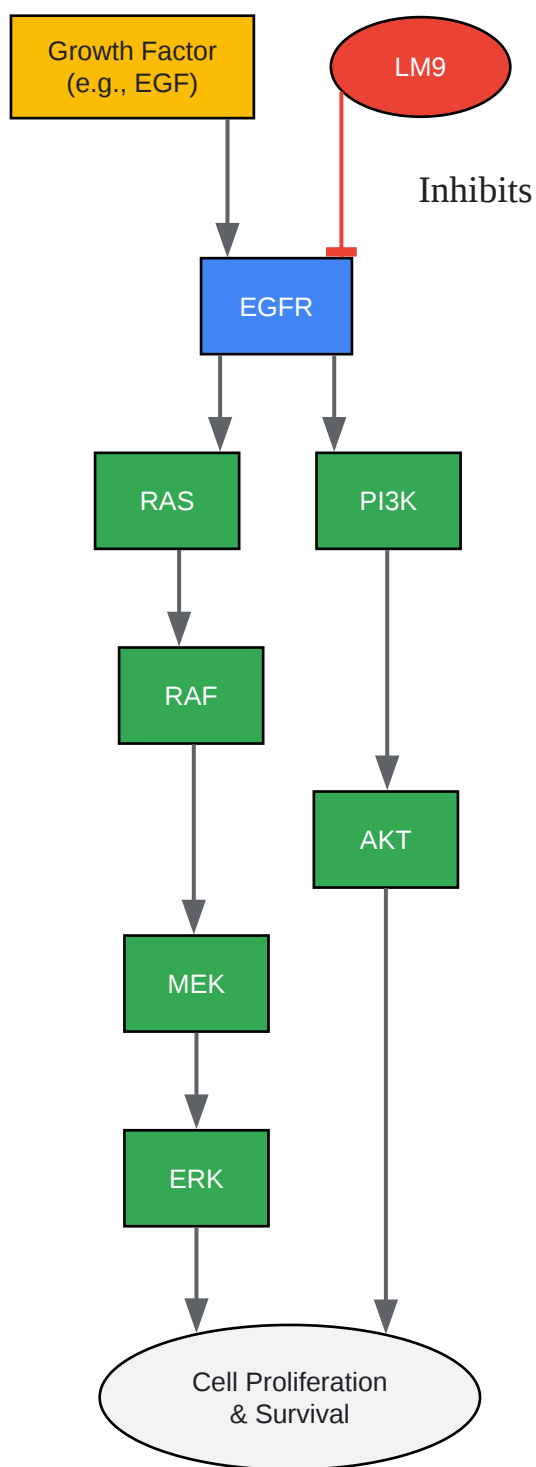 Growth Factor
(e.g., EGF)
LM9
Inhibits
EGFR
RAS
PI3K
RAF
AKT
MEK
ERK
Cell Proliferation
& Survival